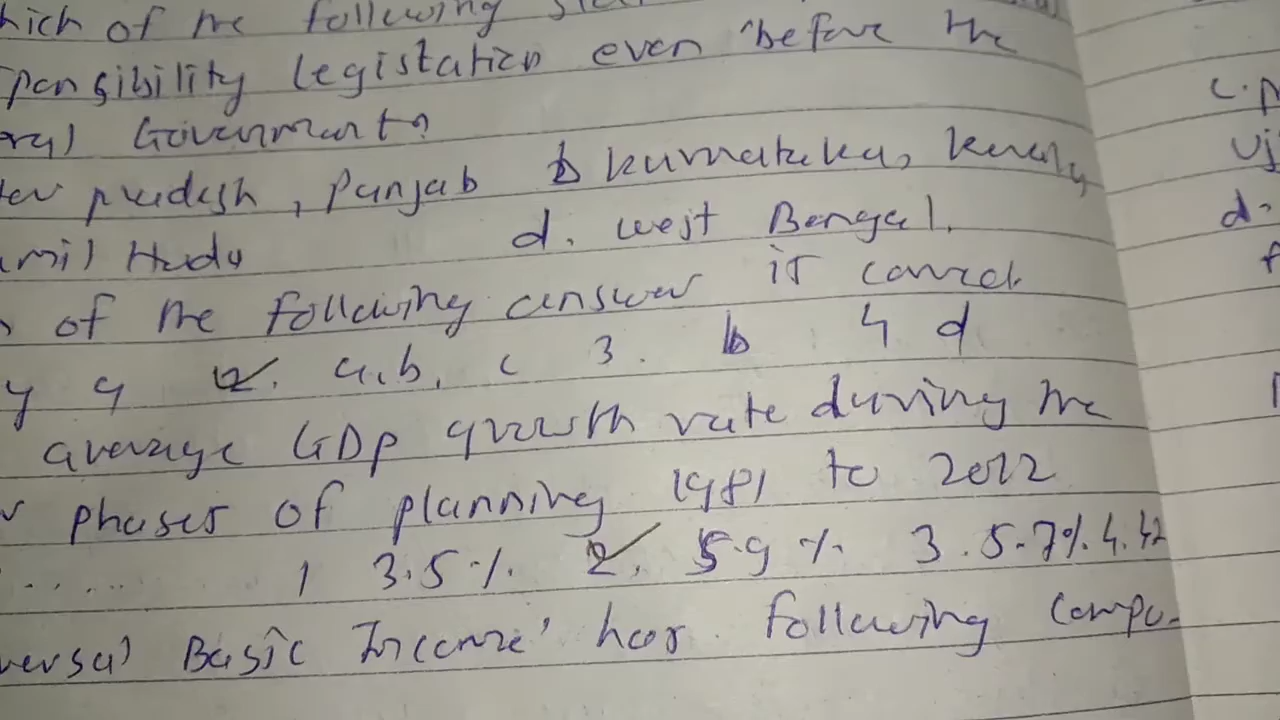 hich of the following
ponsibility legislation even before the
ral Government?
ter pradesh, Punjab b karnataka, kerala
amil Nadu d. west Bengal.
of the following answer is correct
y a 2. a,b, c 3. b 4 d
average GDP growth rate during the
phases of planning 1981 to 2012
...... 1 3.5%. 2. 5.9 % 3. 5.7% 4.
versal Basic Income' has following compo-
c.
d.